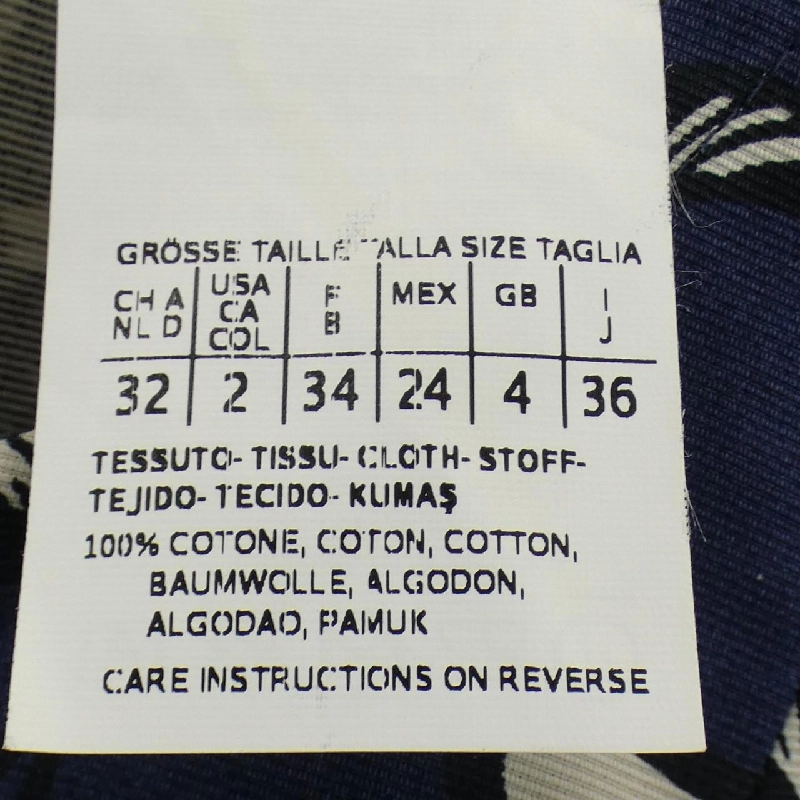 GRÖSSE TAILLE TALLA SIZE TAGLIA
CH A NL D | USA CA COL | F B | MEX | GB | I J
32 | 2 | 34 | 24 | 4 | 36
TESSUTO- TISSU- CLOTH- STOFF-
TEJIDO- TECIDO- KUMAŞ
100% COTONE, COTON, COTTON,
BAUMWOLLE, ALGODON,
ALGODAO, PAMUK
CARE INSTRUCTIONS ON REVERSE